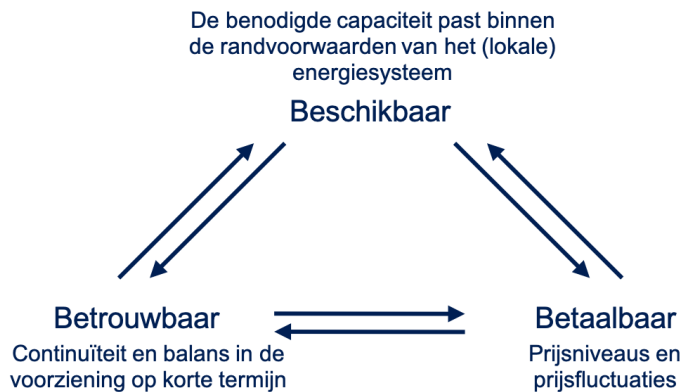 De benodigde capaciteit past binnen
de randvoorwaarden van het (lokale)
energiesysteem
Beschikbaar
Betrouwbaar
Continuïteit en balans in de
voorziening op korte termijn
Betaalbaar
Prijsniveaus en
prijsfluctuaties